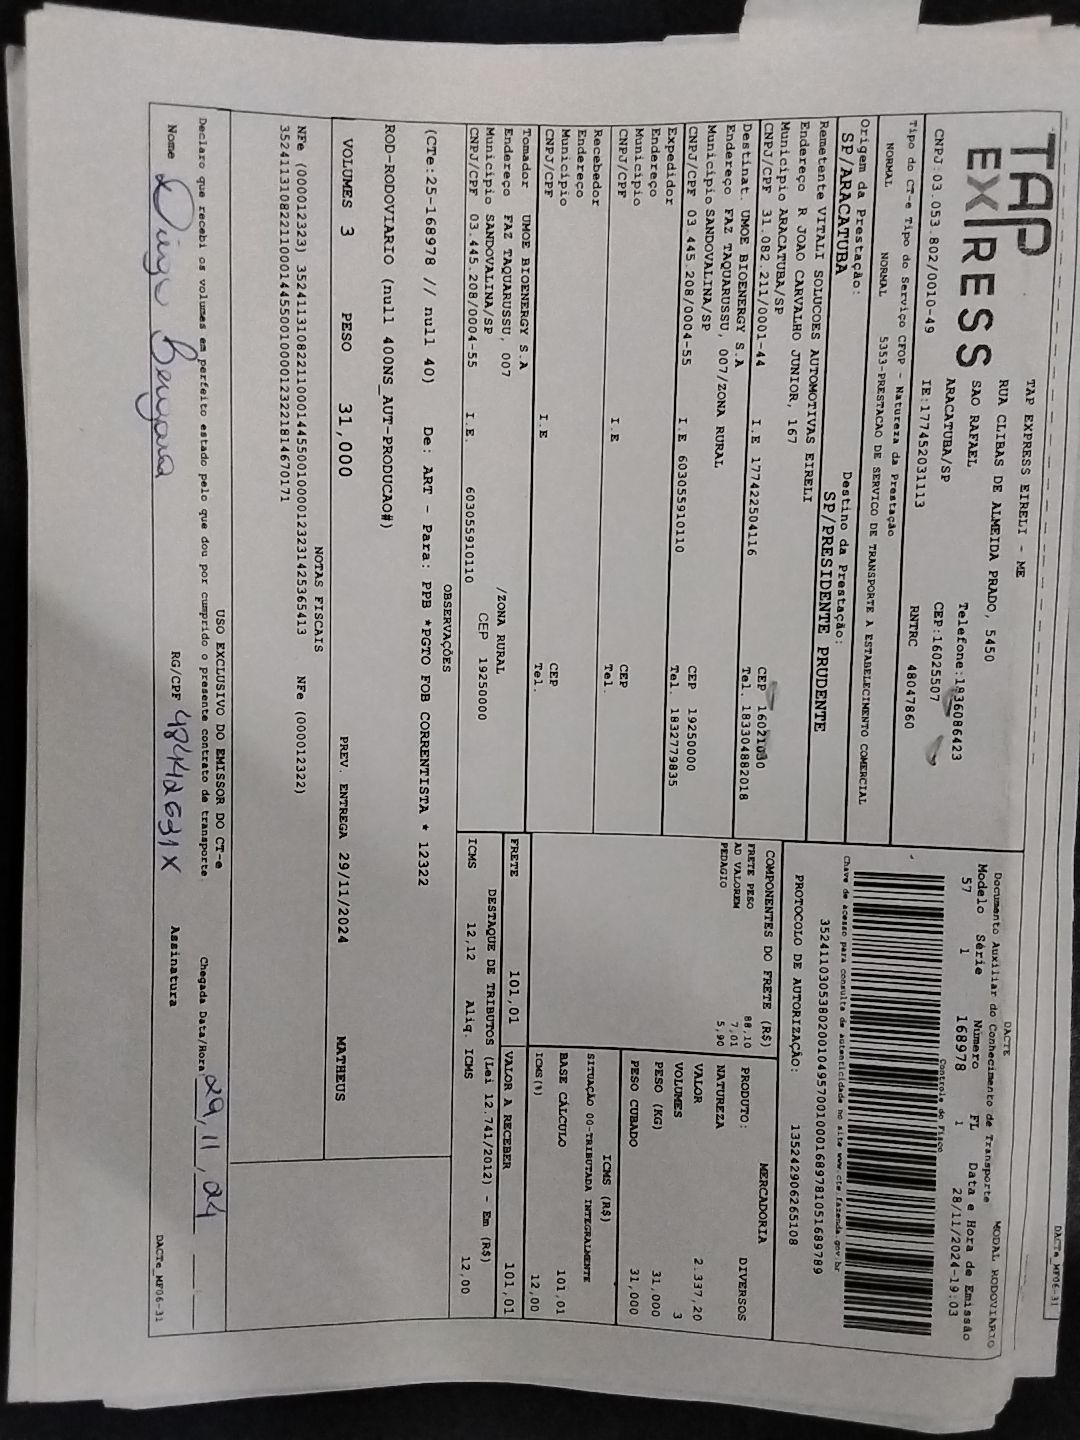 TAP
EXPRESS
TAP EXPRESS EIRELI - ME
RUA CLIBAS DE ALMEIDA PRADO, 5450
SAO RAFAEL Telefone:1836086423
ARACATUBA/SP CEP:16025507
CNPJ:03.053.802/0010-49 IE:177452031113 RNTRC 48047860
Tipo do CT-e Tipo do Serviço CFOP - Natureza da Prestação
NORMAL NORMAL 5353-PRESTACAO DE SERVICO DE TRANSPORTE A ESTABELECIMENTO COMERCIAL
Origem da Prestação: Destino da Prestação:
SP/ARACATUBA SP/PRESIDENTE PRUDENTE
Remetente VITALI SOLUCOES AUTOMOTIVAS EIRELI
Endereço R JOAO CARVALHO JUNIOR, 167
Município ARACATUBA/SP CEP 16021030
CNPJ/CPF 31.082.211/0001-44 I.E 177422504116 Tel. 183304882018
Destinat. UMOE BIOENERGY S.A
Endereço FAZ TAQUARUSSU, 007/ZONA RURAL
Município SANDOVALINA/SP CEP 19250000
CNPJ/CPF 03.445.208/0004-55 I.E 603055910110 Tel. 1832779835
Expedidor
Endereço
Município CEP
CNPJ/CPF I.E Tel.
Recebedor
Endereço
Município CEP
CNPJ/CPF I.E Tel.
Tomador UMOE BIOENERGY S.A
Endereço FAZ TAQUARUSSU, 007 /ZONA RURAL
Município SANDOVALINA/SP CEP 19250000
CNPJ/CPF 03.445.208/0004-55 I.E. 603055910110
DACTE
Documento Auxiliar do Conhecimento de Transporte MODAL RODOVIÁRIO
Modelo Série Número FL Data e Hora de Emissão
57 1 168978 1 28/11/2024-19:03
Controle do Fisco
Chave de acesso para consulta de autenticidade no site www.cte.fazenda.gov.br
35241103053802001049570010001689781051689789
PROTOCOLO DE AUTORIZAÇÃO: 135242906265108
COMPONENTES DO FRETE (R$)
FRETE PESO 88,10
AD VALOREM 7,01
PEDAGIO 5,90
FRETE 101,01
MERCADORIA
PRODUTO: DIVERSOS
NATUREZA
VALOR 2.337,20
VOLUMES 3
PESO (KG) 31,000
PESO CUBADO 31,000
ICMS (R$)
SITUAÇÃO 00-TRIBUTADA INTEGRALMENTE
BASE CÁLCULO 101,01
ICMS(%) 12,00
VALOR A RECEBER 101,01
DESTAQUE DE TRIBUTOS (Lei 12.741/2012) - Em (R$)
ICMS 12,12 Aliq. ICMS 12,00
OBSERVAÇÕES
(CTe:25-168978 // null 40) De: ART - Para: PPB *PGTO FOB CORRENTISTA * 12322
ROD-RODOVIARIO (null 400NS_AUT-PRODUCAO#)
VOLUMES 3 PESO 31,000 PREV. ENTREGA 29/11/2024 MATHEUS
NOTAS FISCAIS
NFe (000012323) 35241131082211000144550010000123231425365413 NFe (000012322)
35241131082211000144550010000123221814670171
USO EXCLUSIVO DO EMISSOR DO CT-e
Declaro que recebi os volumes em perfeito estado pelo que dou por cumprido o presente contrato de transporte Chegada Data/Hora 29, 11, 24
Nome RG/CPF 48442631X Assinatura
DACTe_MF06-31
DACTe_MF06-31